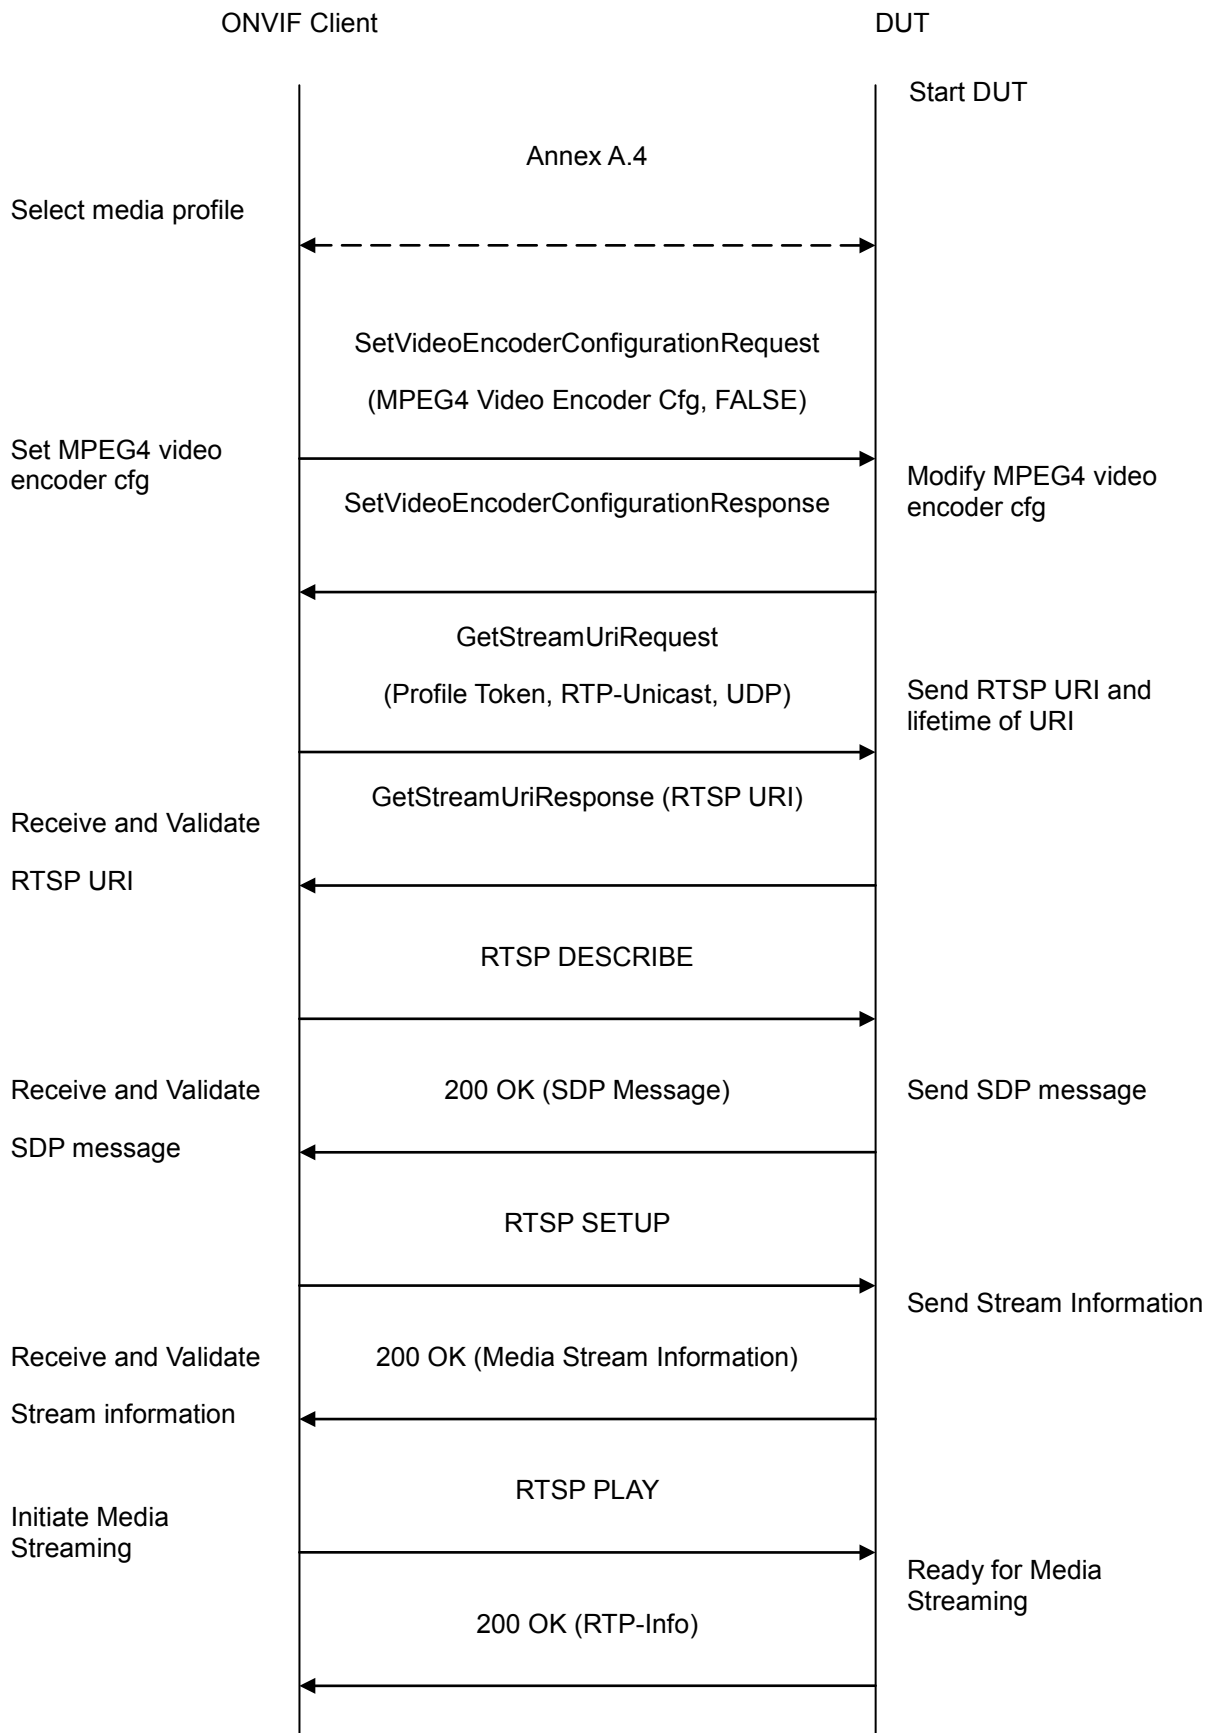 ONVIF Client
DUT
Start DUT
Annex A.4
Select media profile
SetVideoEncoderConfigurationRequest
(MPEG4 Video Encoder Cfg, FALSE)
Set MPEG4 video
encoder cfg
Modify MPEG4 video
encoder cfg
SetVideoEncoderConfigurationResponse
GetStreamUriRequest
(Profile Token, RTP-Unicast, UDP)
Send RTSP URI and
lifetime of URI
GetStreamUriResponse (RTSP URI)
Receive and Validate
RTSP URI
RTSP DESCRIBE
Receive and Validate
SDP message
200 OK (SDP Message)
Send SDP message
RTSP SETUP
Send Stream Information
Receive and Validate
Stream information
200 OK (Media Stream Information)
RTSP PLAY
Initiate Media
Streaming
Ready for Media
Streaming
200 OK (RTP-Info)